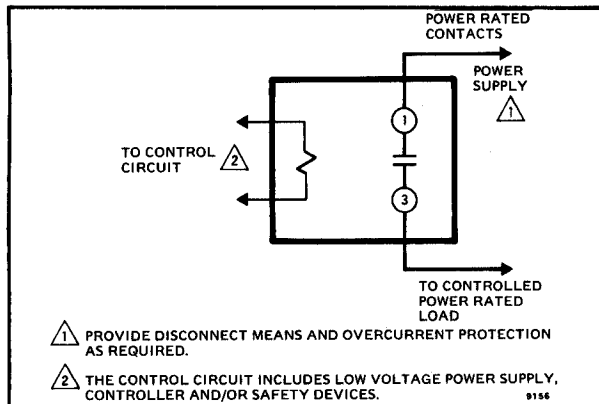 POWER RATED
CONTACTS
POWER
SUPPLY
1
1
TO CONTROL
CIRCUIT
2
3
TO CONTROLLED
POWER RATED
LOAD
1 PROVIDE DISCONNECT MEANS AND OVERCURRENT PROTECTION
AS REQUIRED.
2 THE CONTROL CIRCUIT INCLUDES LOW VOLTAGE POWER SUPPLY,
CONTROLLER AND/OR SAFETY DEVICES.
9156